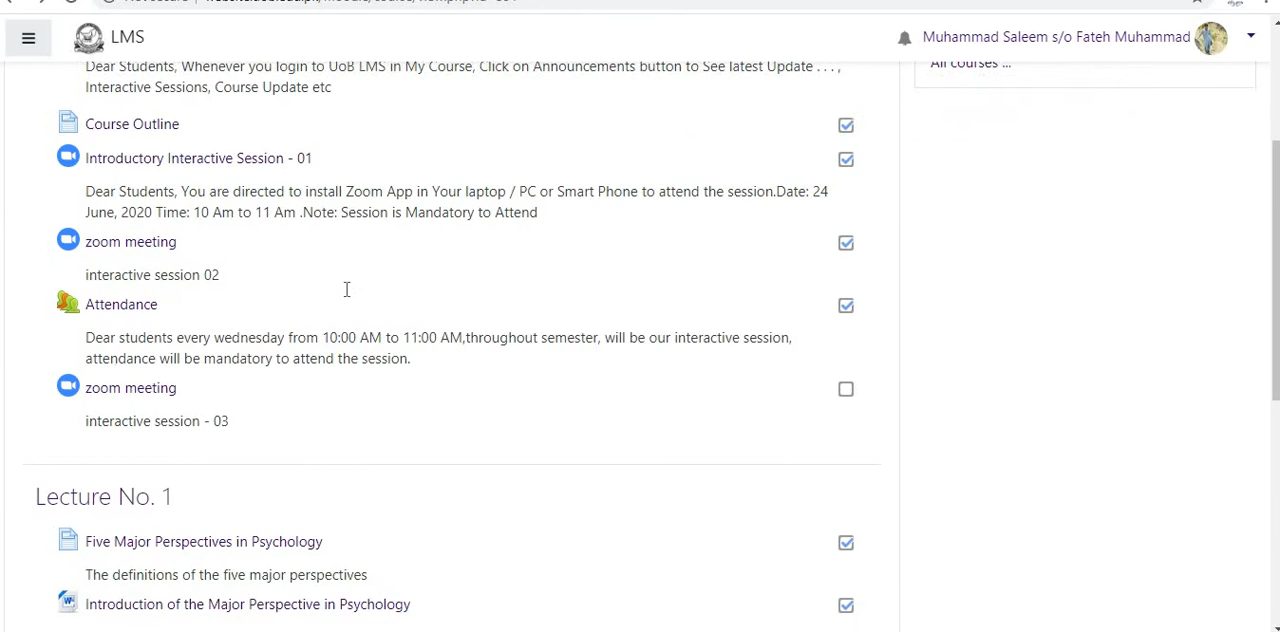 LMS
Muhammad Saleem s/o Fateh Muhammad
Dear Students, Whenever you login to UoB LMS in My Course, Click on Announcements button to See latest Update . . . ,
Interactive Sessions, Course Update etc
All courses ...
Course Outline
Introductory Interactive Session - 01
Dear Students, You are directed to install Zoom App in Your laptop / PC or Smart Phone to attend the session.Date: 24
June, 2020 Time: 10 Am to 11 Am .Note: Session is Mandatory to Attend
zoom meeting
interactive session 02
Attendance
Dear students every wednesday from 10:00 AM to 11:00 AM,throughout semester, will be our interactive session,
attendance will be mandatory to attend the session.
zoom meeting
interactive session - 03
Lecture No. 1
Five Major Perspectives in Psychology
The definitions of the five major perspectives
Introduction of the Major Perspective in Psychology